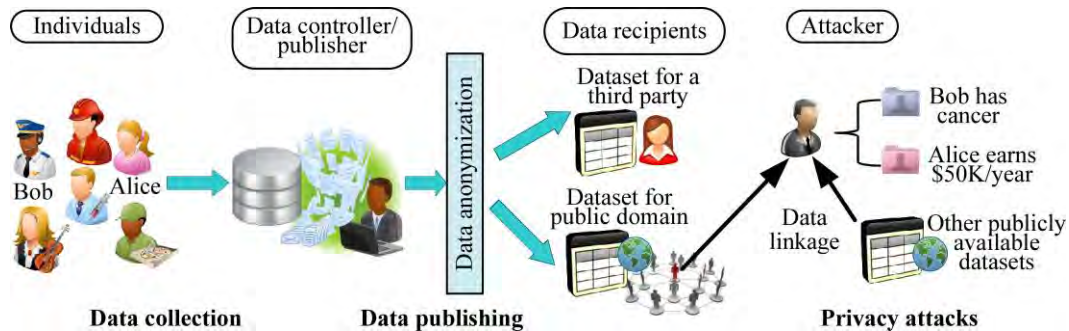 Individuals
Data controller/
publisher
Data recipients
Attacker
Bob
Alice
Data anonymization
Dataset for a
third party
Dataset for
public domain
Bob has
cancer
Alice earns
$50K/year
Data
linkage
Other publicly
available
datasets
Data collection
Data publishing
Privacy attacks